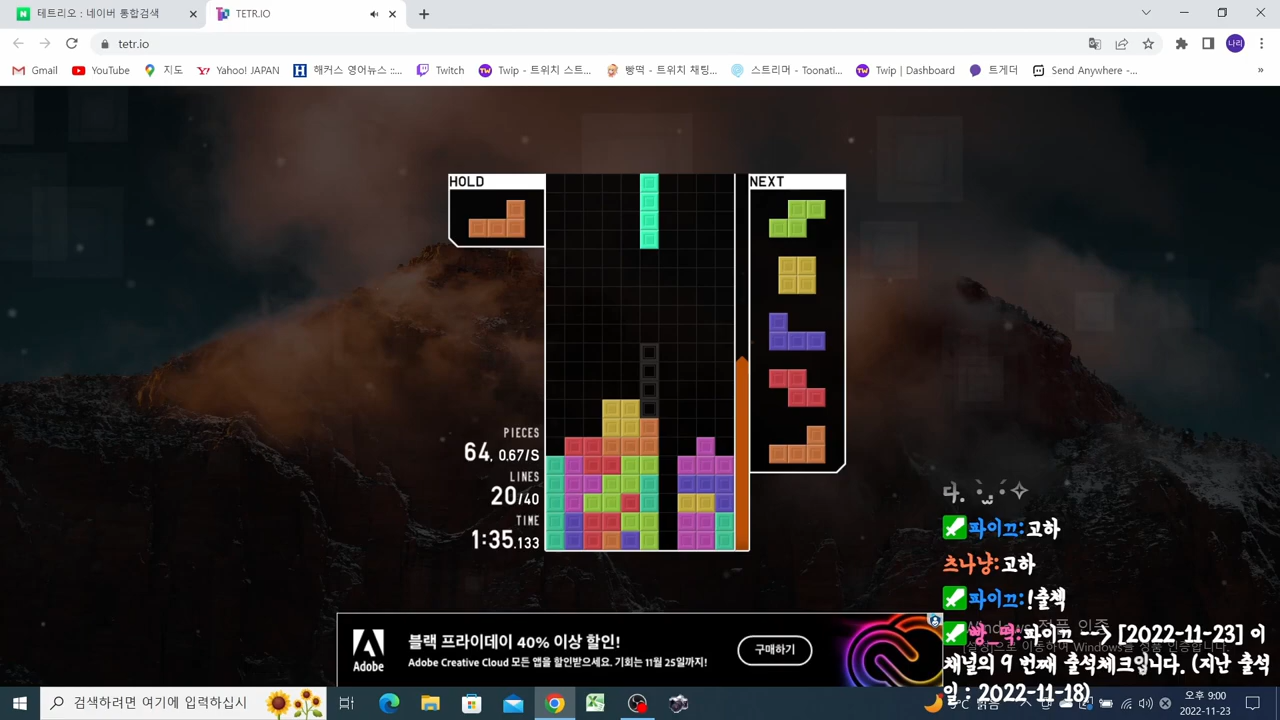 테트리오 : 네이버 통합검색
TETR.IO
tetr.io
나리
Gmail
YouTube
지도
Yahoo! JAPAN
해커스 영어뉴스 ::...
Twitch
Twip - 트위치 스트...
빵떡 - 트위치 채팅...
스트리머 - Toonati...
Twip | Dashboard
트게더
Send Anywhere -...
»
HOLD
NEXT
PIECES
64, 0.67/S
LINES
20/40
TIME
1:35.133
다.
파이끄: 고하
츠나냥: 고하
파이끄: !출첵
빵_떡: 파이끄 --> [2022-11-23] 이
채널의 9 번째 출석체크입니다. (지난 출석
일 : 2022-11-18)
Windows 정품 인증
Adobe
블랙 프라이데이 40% 이상 할인!
Adobe Creative Cloud 모든 앱을 할인받으세요. 기회는 11월 25일까지!
구매하기
검색하려면 여기에 입력하십시
오후 9:00
2022-11-23